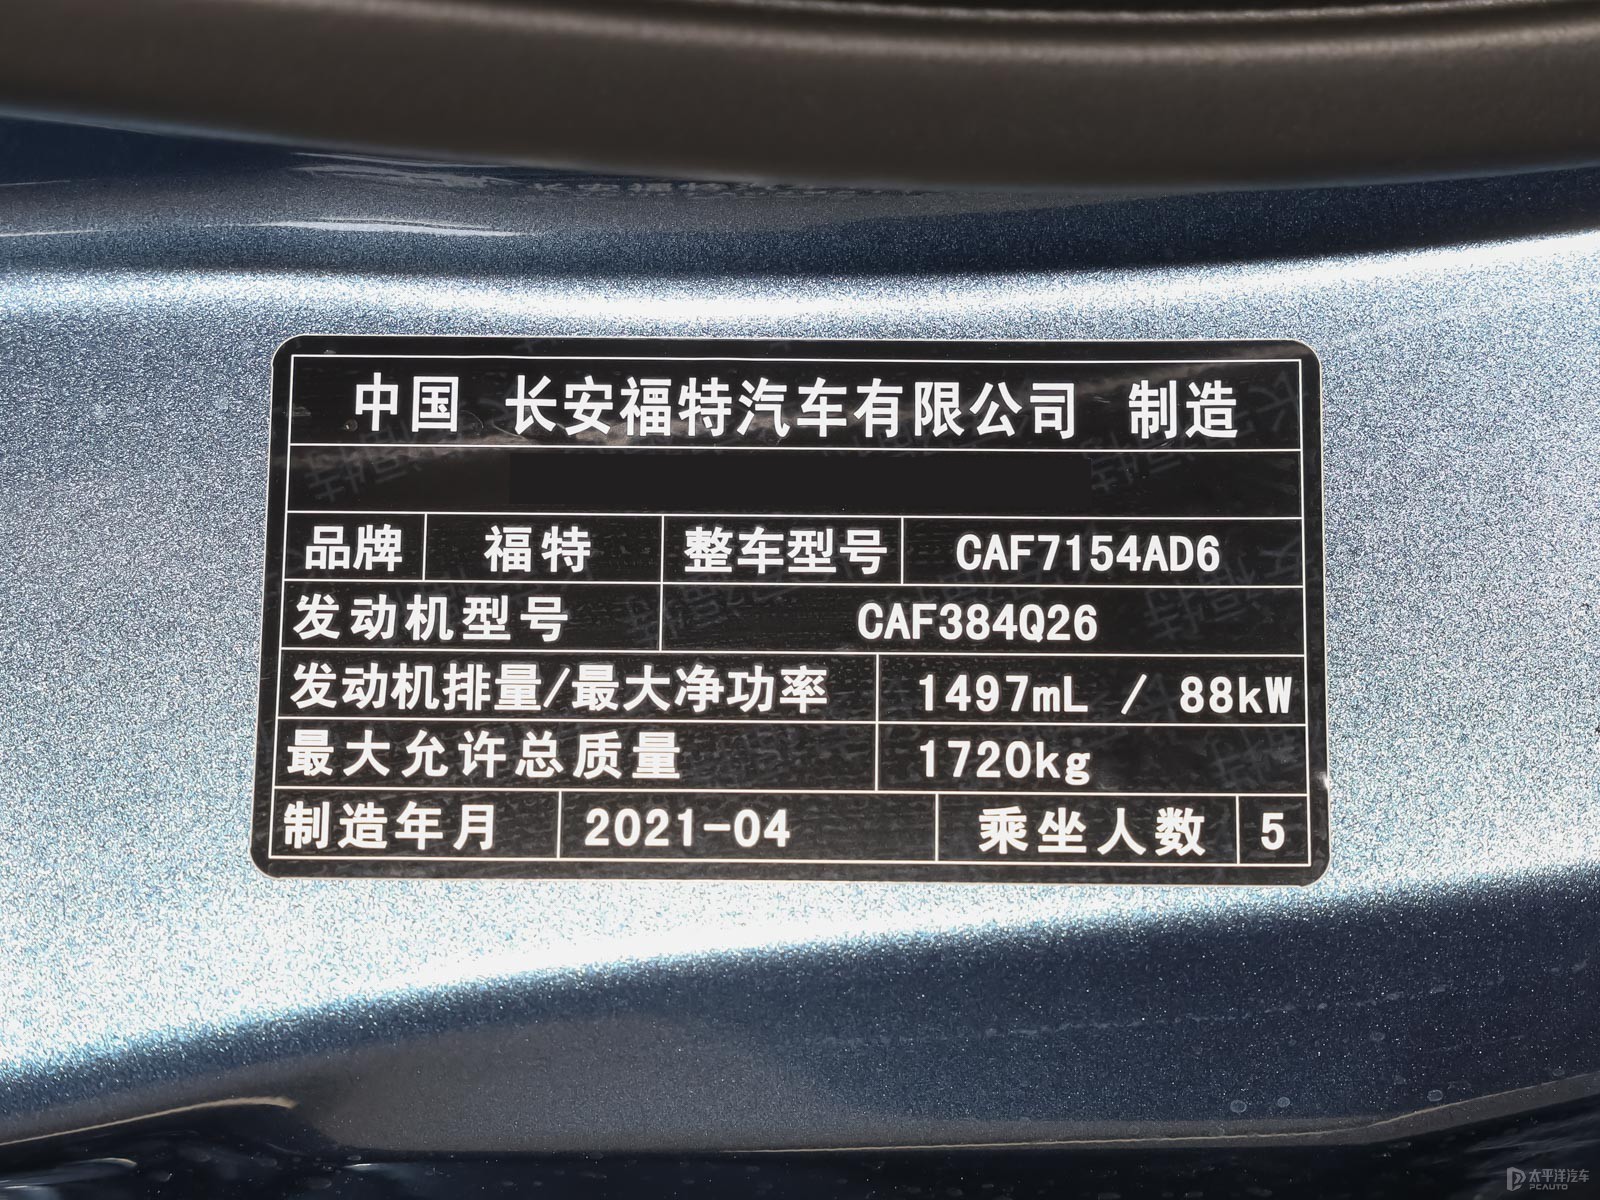 中国 长安福特汽车有限公司 制造
品牌 福特 整车型号 CAF7154AD6
发动机型号 CAF384Q26
发动机排量/最大净功率 1497mL / 88kW
最大允许总质量 1720kg
制造年月 2021-04 乘坐人数 5
太平洋汽车
PCAUTO